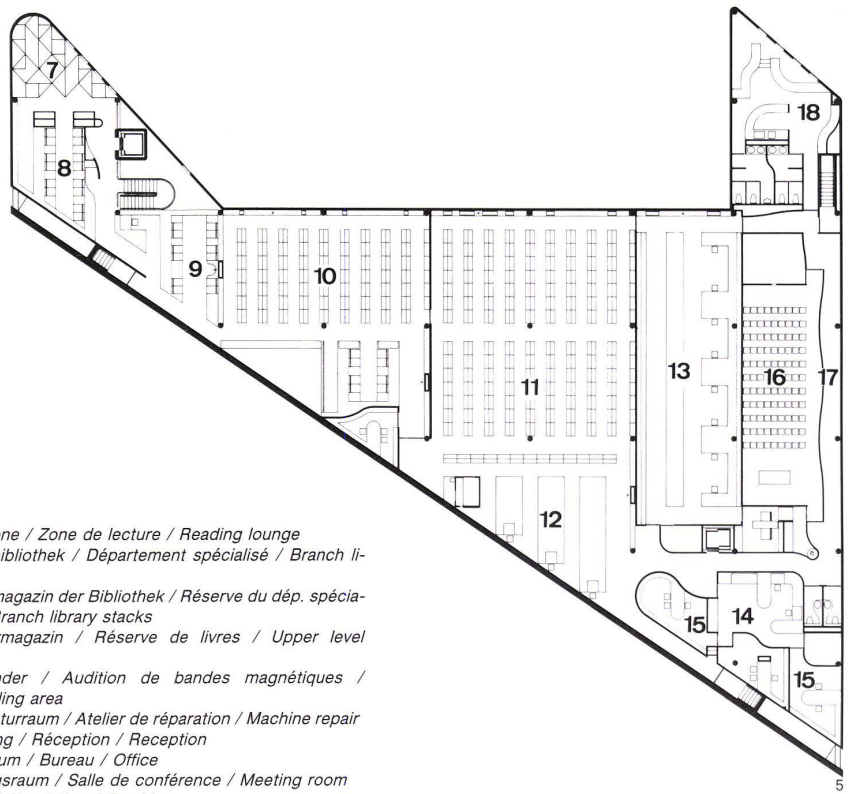 7
8
9
10
11
12
13
14
15
15
16
17
18
ne / Zone de lecture / Reading lounge
ibliothek / Département spécialisé / Branch li-
magazin der Bibliothek / Réserve du dép. spécia-
Branch library stacks
rmagazin / Réserve de livres / Upper level
nder / Audition de bandes magnétiques /
ling area
turraum / Atelier de réparation / Machine repair
ng / Réception / Reception
um / Bureau / Office
gsraum / Salle de conférence / Meeting room
5